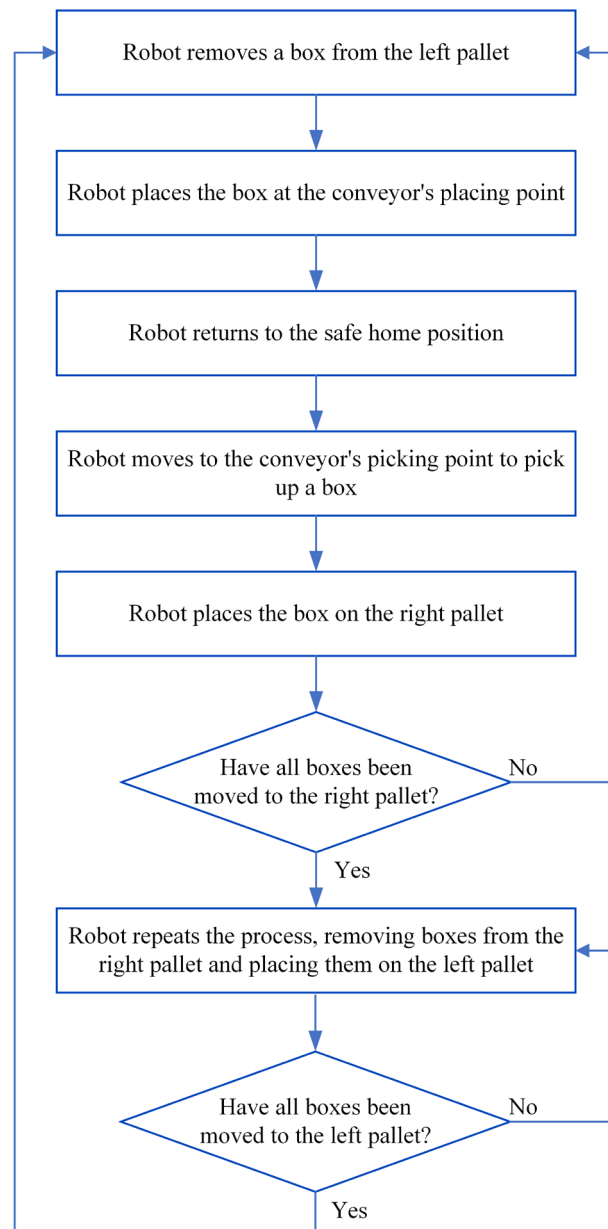 Robot removes a box from the left pallet
Robot places the box at the conveyor's placing point
Robot returns to the safe home position
Robot moves to the conveyor's picking point to pick
up a box
Robot places the box on the right pallet
Have all boxes been
moved to the right pallet?
No
Yes
Robot repeats the process, removing boxes from the
right pallet and placing them on the left pallet
Have all boxes been
moved to the left pallet?
No
Yes